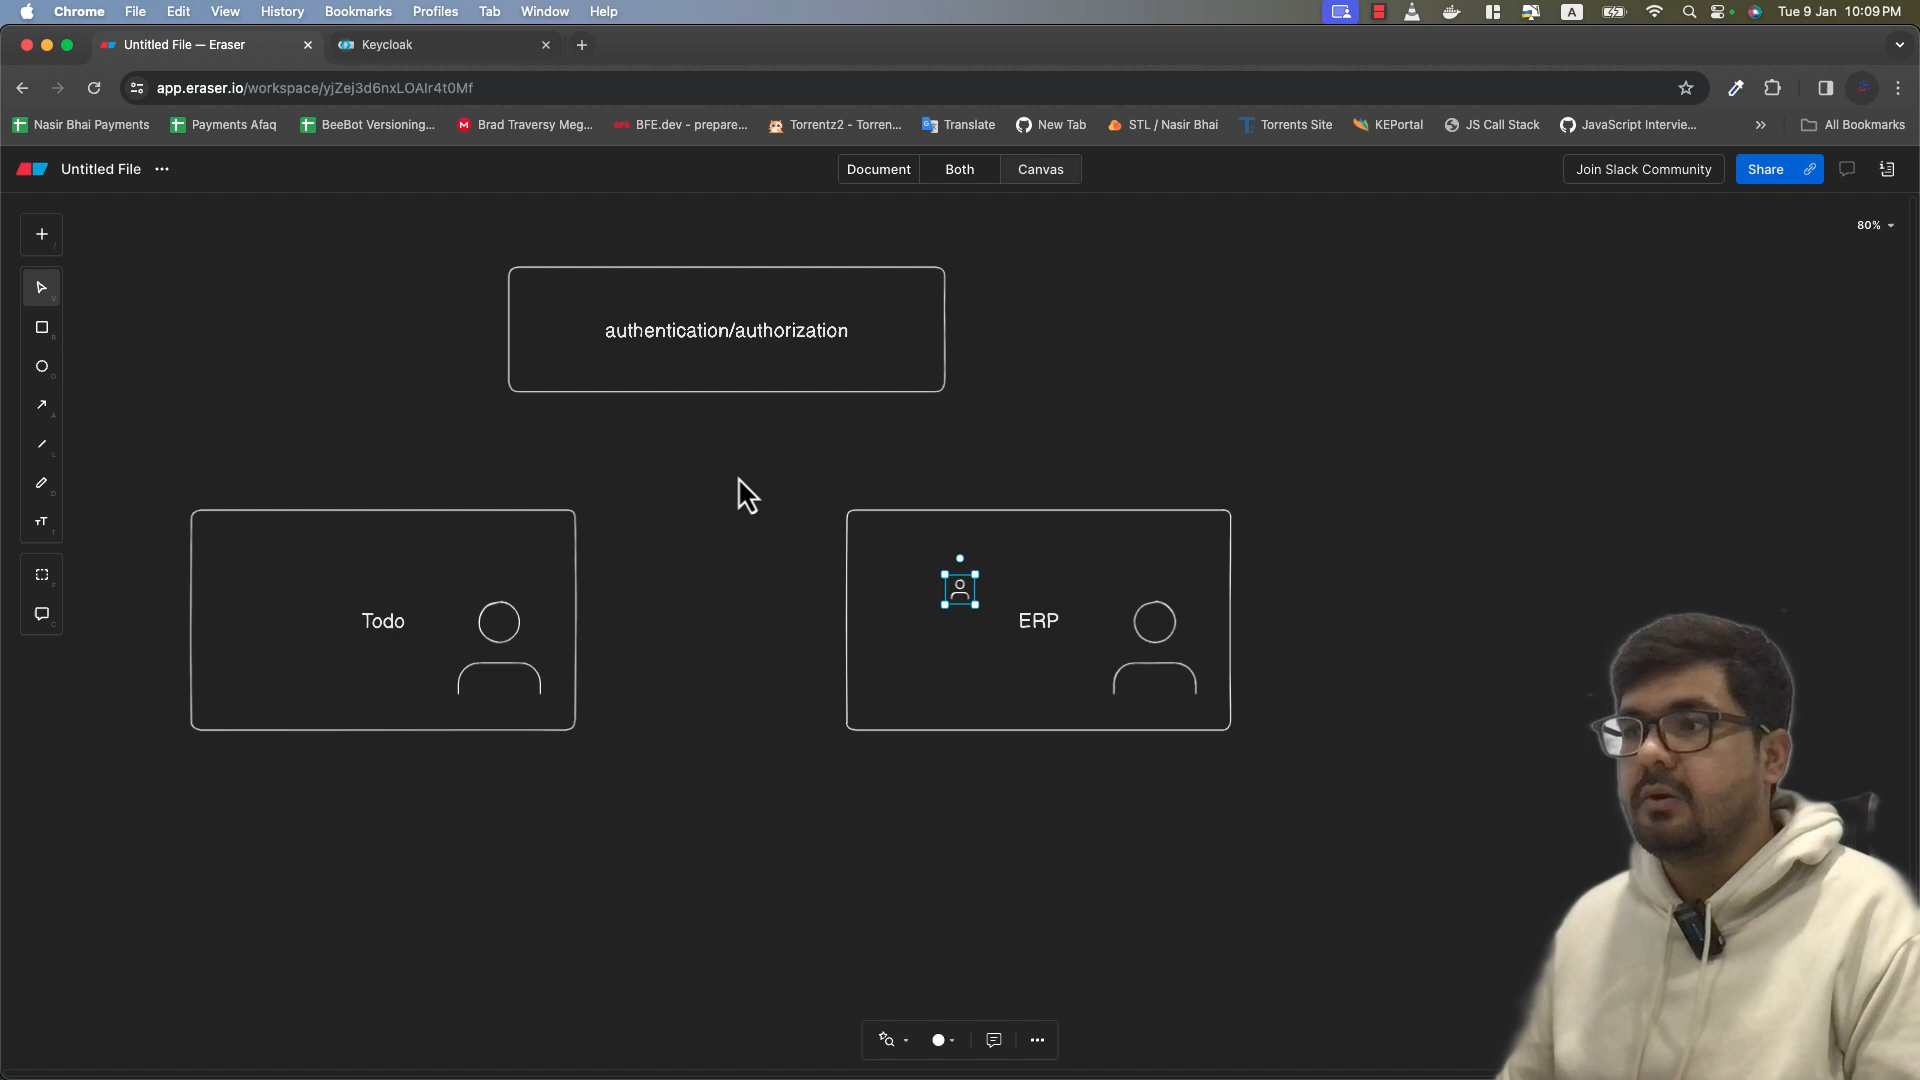 Chrome File Edit View History Bookmarks Profiles Tab Window Help
A
Tue 9 Jan 10:09 PM
Untitled File — Eraser
Keycloak
app.eraser.io/workspace/yjZej3d6nxLOAIr4t0Mf
Nasir Bhai Payments
Payments Afaq
BeeBot Versioning...
Brad Traversy Meg...
BFE.dev - prepare...
Torrentz2 - Torren...
Translate
New Tab
STL / Nasir Bhai
Torrents Site
KEPortal
JS Call Stack
JavaScript Intervie...
All Bookmarks
Untitled File
Document
Both
Canvas
Join Slack Community
Share
80%
authentication/authorization
Todo
ERP